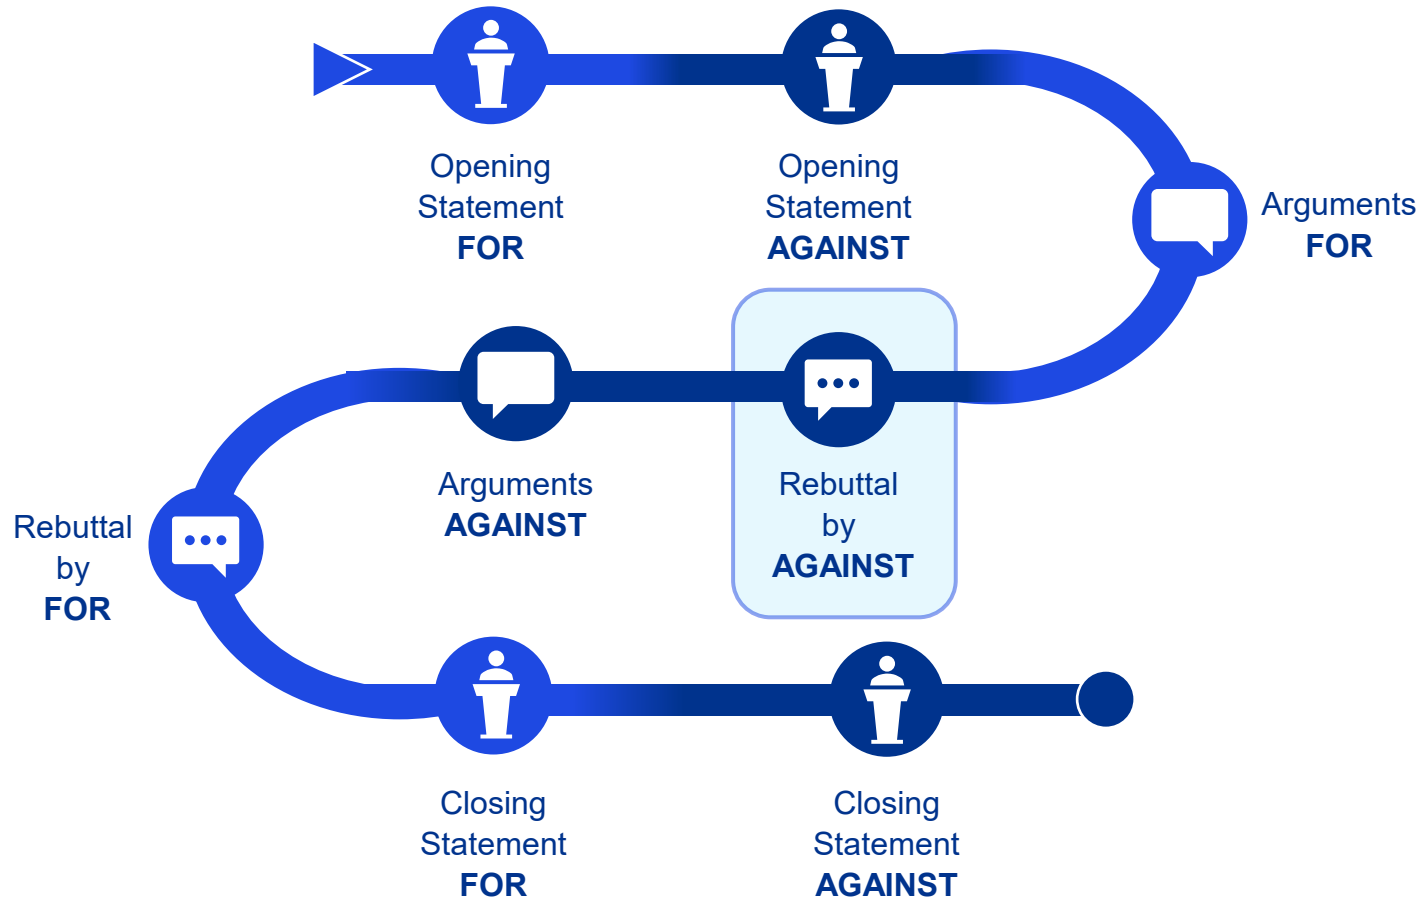 Opening
Statement
FOR
Opening
Statement
AGAINST
Arguments
FOR
Rebuttal
by
AGAINST
Arguments
AGAINST
Rebuttal
by
FOR
Closing
Statement
FOR
Closing
Statement
AGAINST